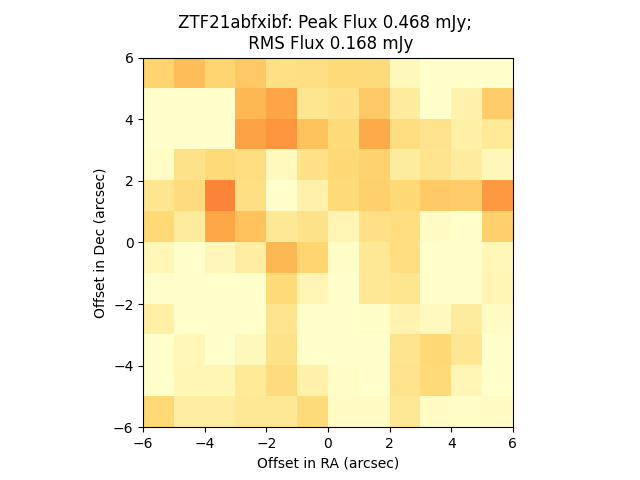 ZTF21abfxibf: Peak Flux 0.468 mJy;
RMS Flux 0.168 mJy
6
4
2
0
−2
−4
−6
Offset in Dec (arcsec)
−6 −4 −2 0 2 4 6
Offset in RA (arcsec)